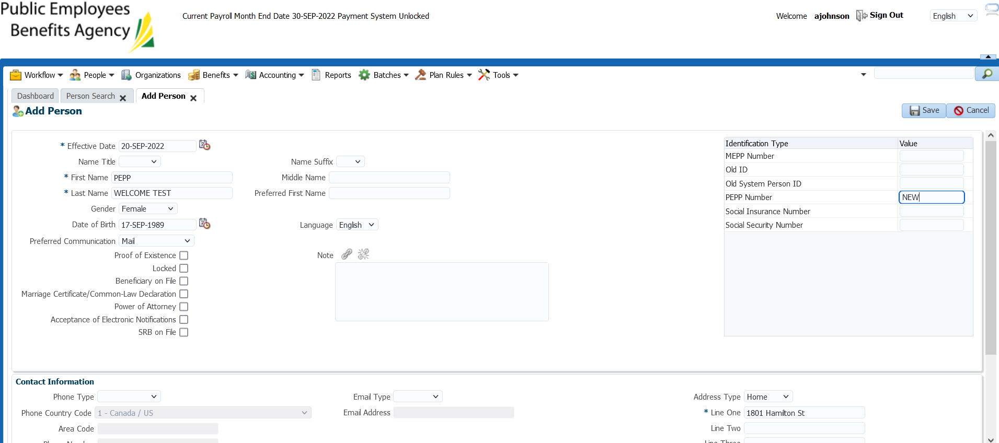 Public Employees
Benefits Agency
Current Payroll Month End Date 30-SEP-2022 Payment System Unlocked
Welcome ajohnson Sign Out English
Workflow People Organizations Benefits Accounting Reports Batches Plan Rules Tools
Dashboard Person Search Add Person
Add Person
Save Cancel
* Effective Date 20-SEP-2022
Name Title Name Suffix
* First Name PEPP Middle Name
* Last Name WELCOME TEST Preferred First Name
Gender Female
Date of Birth 17-SEP-1989 Language English
Preferred Communication Mail
Proof of Existence Note
Locked
Beneficiary on File
Marriage Certificate/Common-Law Declaration
Power of Attorney
Acceptance of Electronic Notifications
SRB on File
Identification Type Value
MEPP Number
Old ID
Old System Person ID
PEPP Number NEW
Social Insurance Number
Social Security Number
Contact Information
Phone Type Email Type Address Type Home
Phone Country Code 1 - Canada / US Email Address * Line One 1801 Hamilton St
Area Code Line Two
Phone Number Line Three